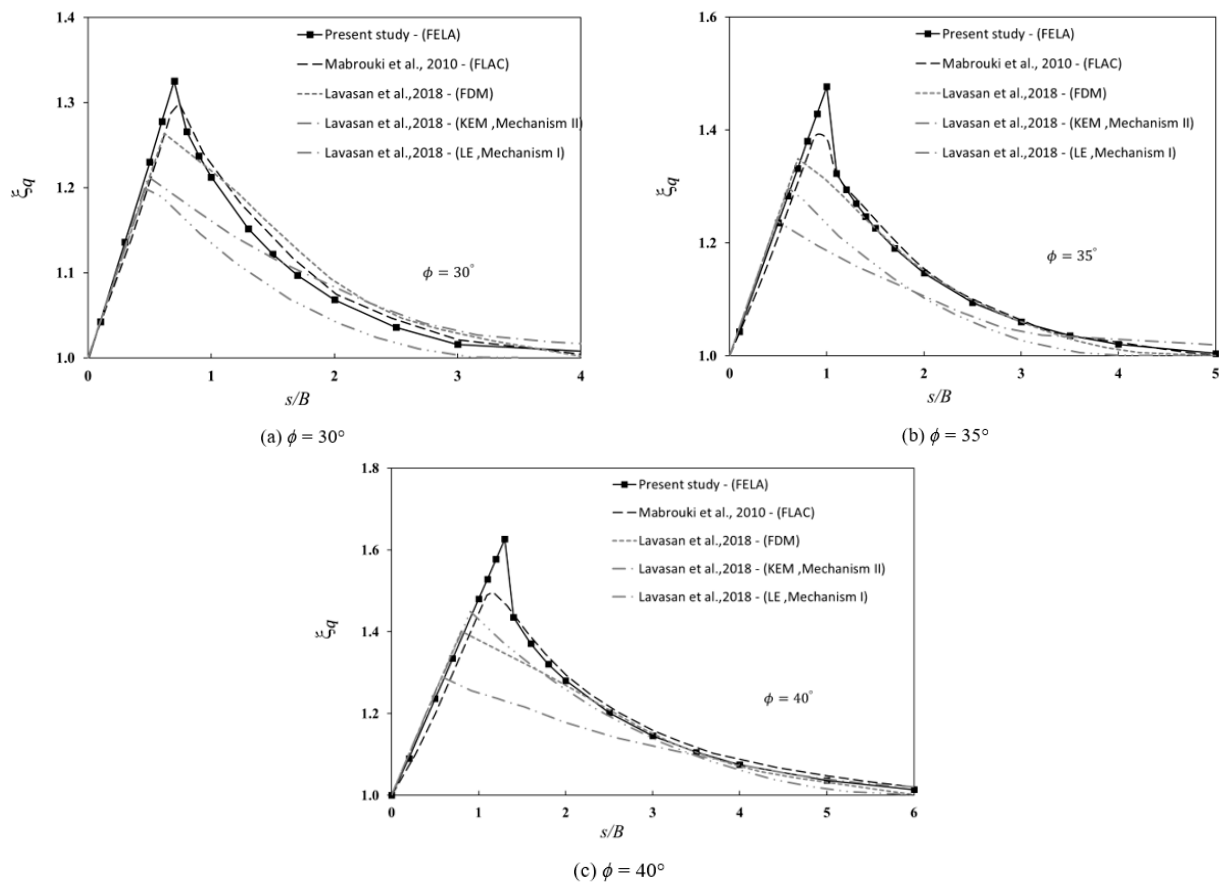 1.4
1.3
1.2
1.1
1.0
ξq
Present study - (FELA)
Mabrouki et al., 2010 - (FLAC)
Lavasan et al.,2018 - (FDM)
Lavasan et al.,2018 - (KEM ,Mechanism II)
Lavasan et al.,2018 - (LE ,Mechanism I)
ϕ = 30°
0 1 2 3 4
s/B
(a) ϕ = 30°
1.6
1.4
1.2
1.0
ξq
Present study - (FELA)
Mabrouki et al., 2010 - (FLAC)
Lavasan et al.,2018 - (FDM)
Lavasan et al.,2018 - (KEM ,Mechanism II)
Lavasan et al.,2018 - (LE ,Mechanism I)
ϕ = 35°
0 1 2 3 4 5
s/B
(b) ϕ = 35°
1.8
1.6
1.4
1.2
1.0
ξq
Present study - (FELA)
Mabrouki et al., 2010 - (FLAC)
Lavasan et al.,2018 - (FDM)
Lavasan et al.,2018 - (KEM ,Mechanism II)
Lavasan et al.,2018 - (LE ,Mechanism I)
ϕ = 40°
0 1 2 3 4 5 6
s/B
(c) ϕ = 40°